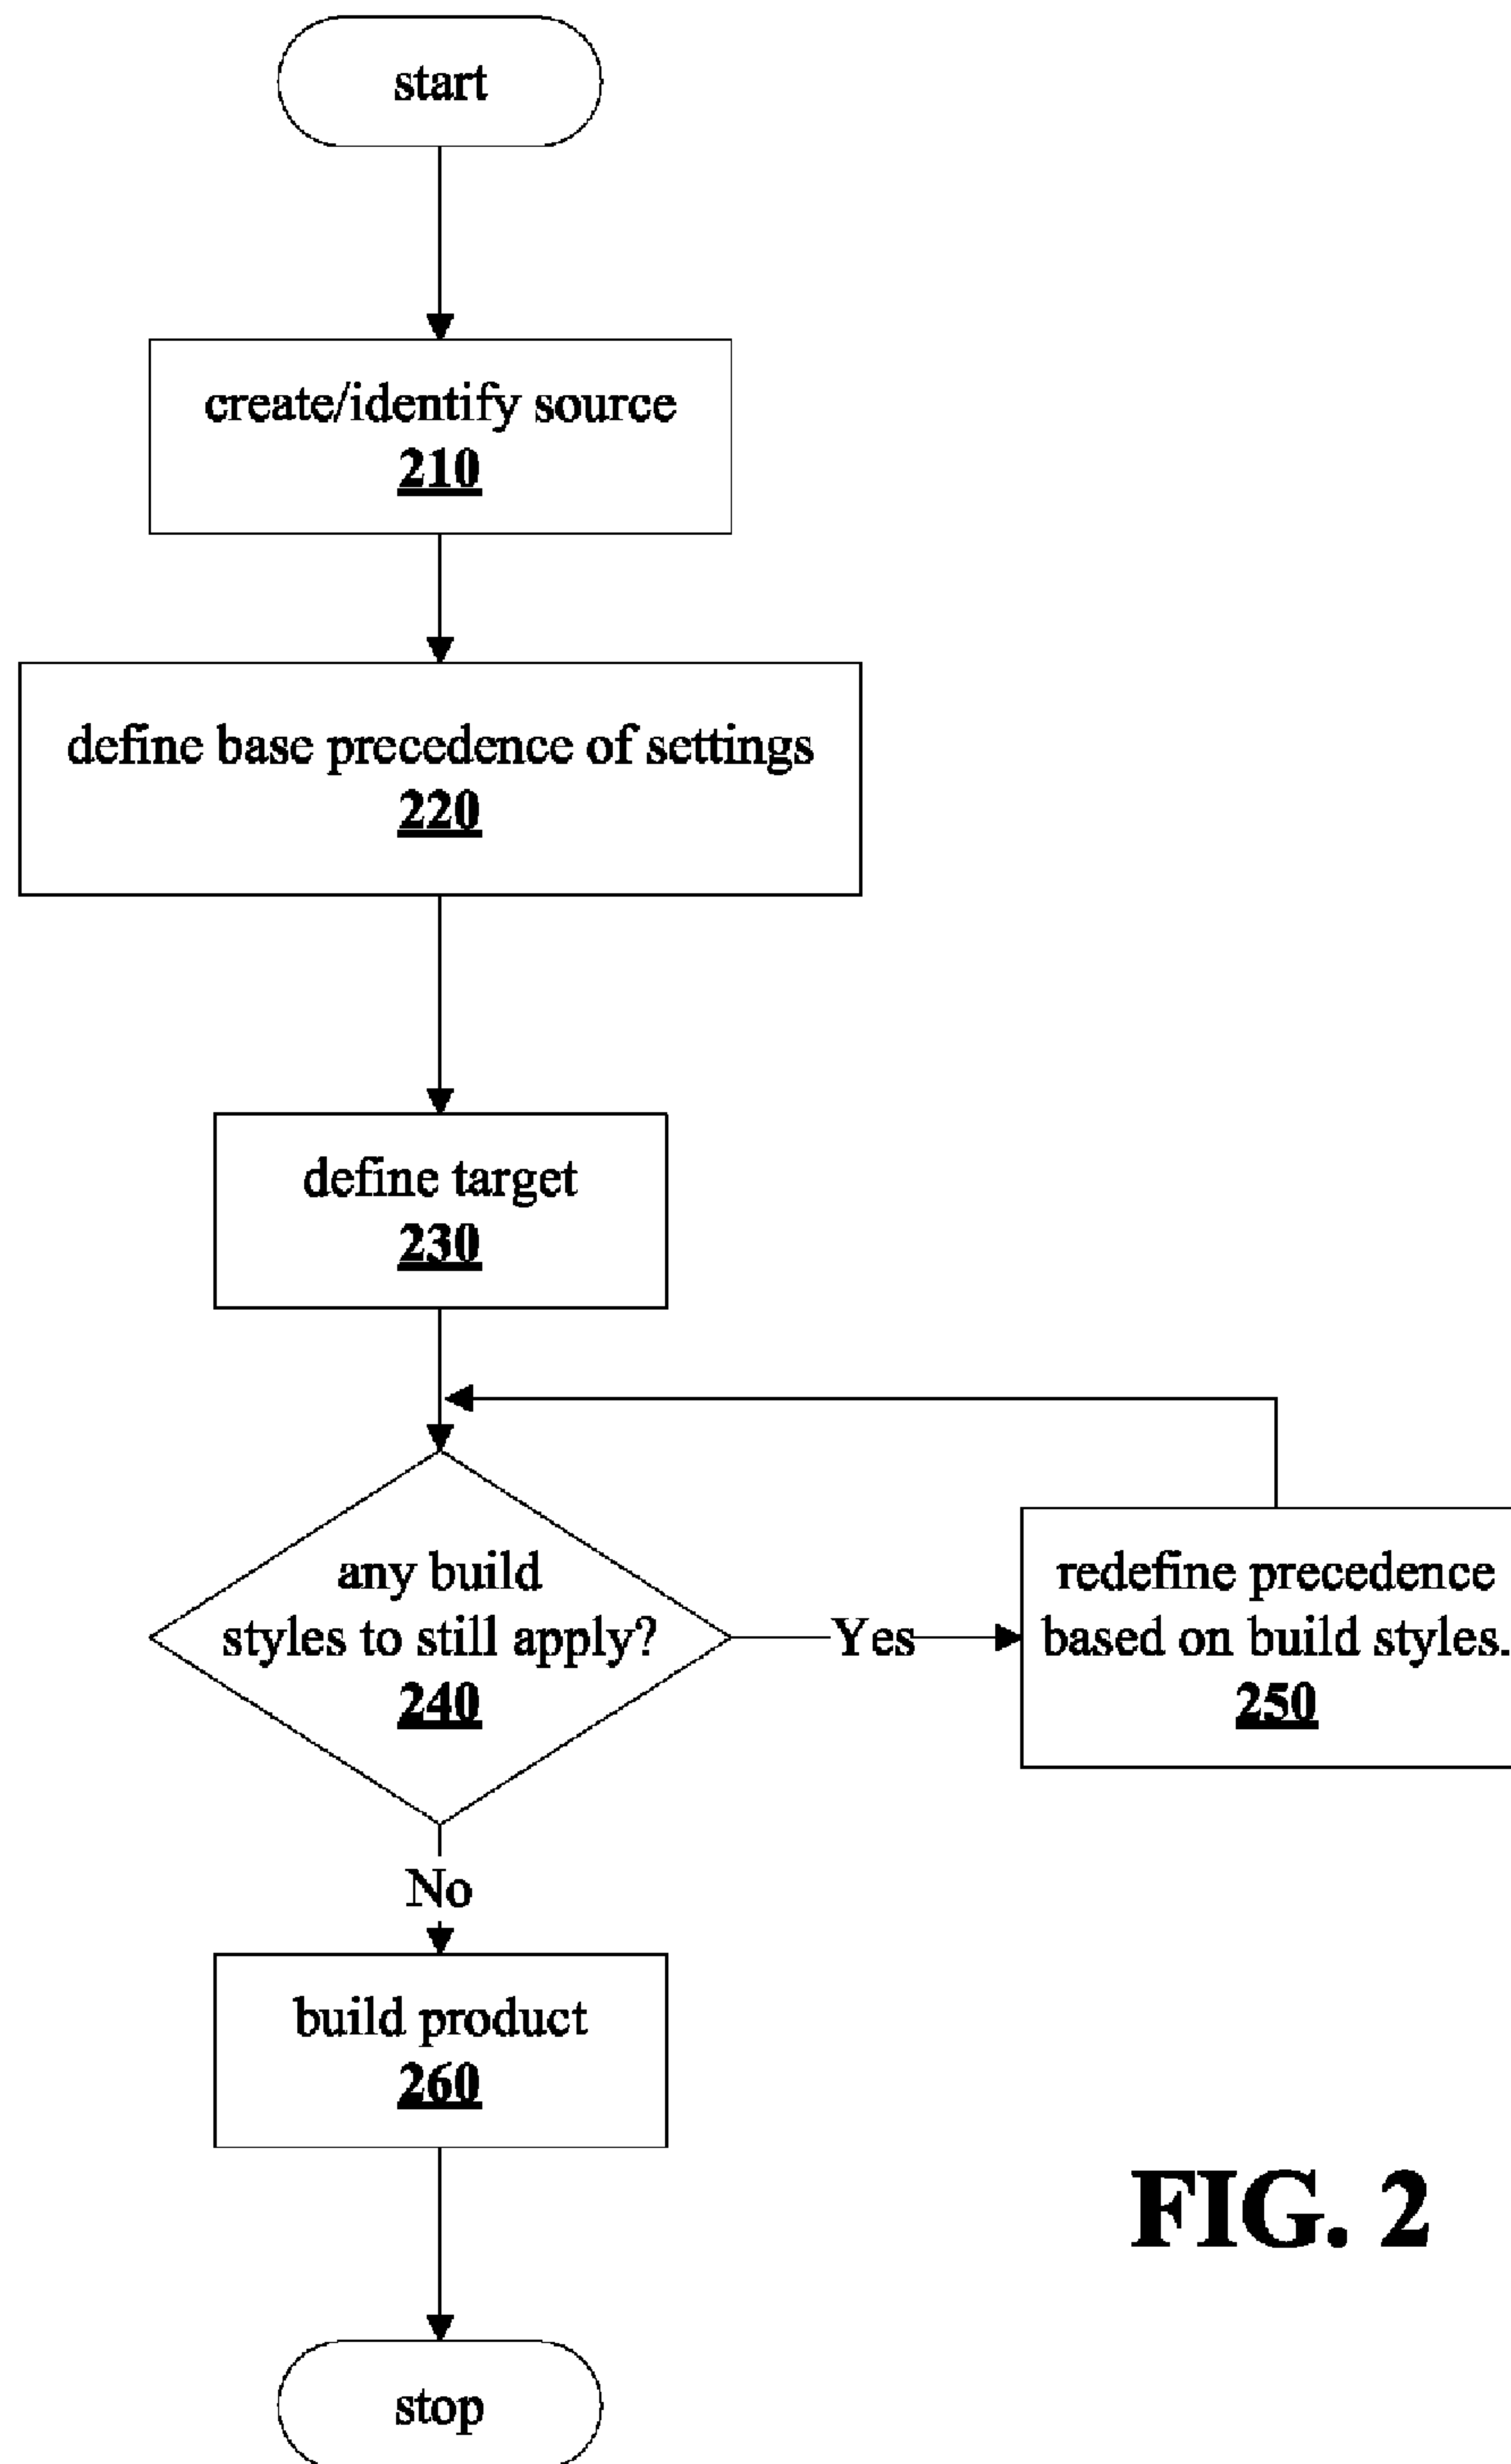 start
create/identify source
210
define base precedence of settings
220
define target
230
any build
styles to still apply?
240
Yes
redefine precedence
based on build styles.
250
No
build product
260
FIG. 2
stop